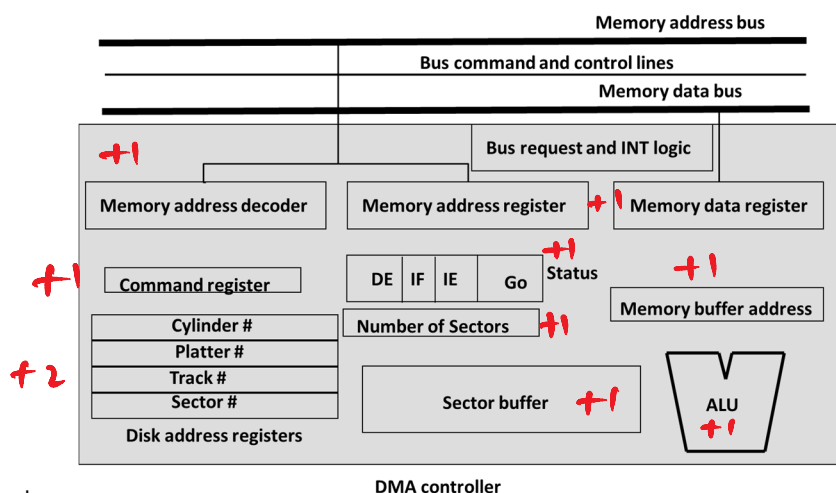 Memory address bus
Bus command and control lines
Memory data bus
+1
Bus request and INT logic
Memory address decoder
Memory address register
+1
Memory data register
+1
Command register
DE IF IE Go
+1
Status
+1
Memory buffer address
Number of Sectors
+1
+2
Cylinder #
Platter #
Track #
Sector #
Disk address registers
Sector buffer
+1
ALU
+1
DMA controller